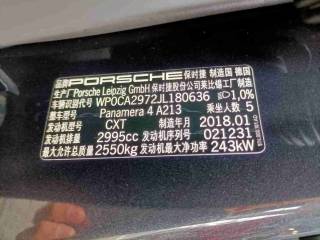 品牌 PORSCHE 保时捷 制造国 德国
生产厂 Porsche Leipzig GmbH 保时捷股份公司莱比锡工厂制造
车辆识别代号 WP0CA2972JL180636 1,0%
整车型号 Panamera 4 A213 乘坐人数 5
发动机型号 CXT 制造年月 2018.01
发动机排量 2995cc 发动机序列号 021231
最大允许总质量 2550kg 发动机最大净功率 243kW